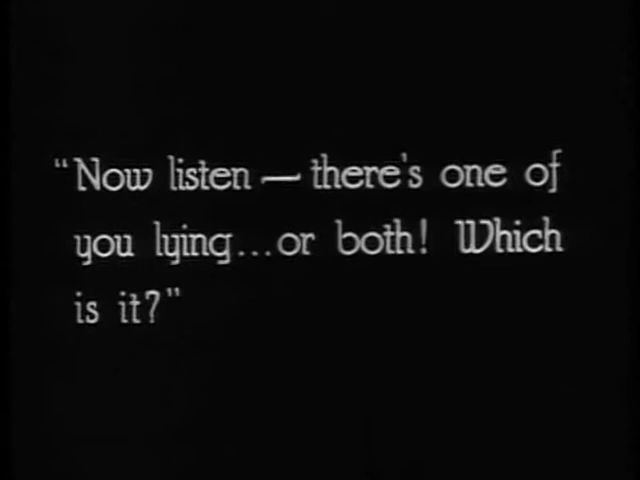 “Now listen — there's one of
you lying...or both! Which
is it?”